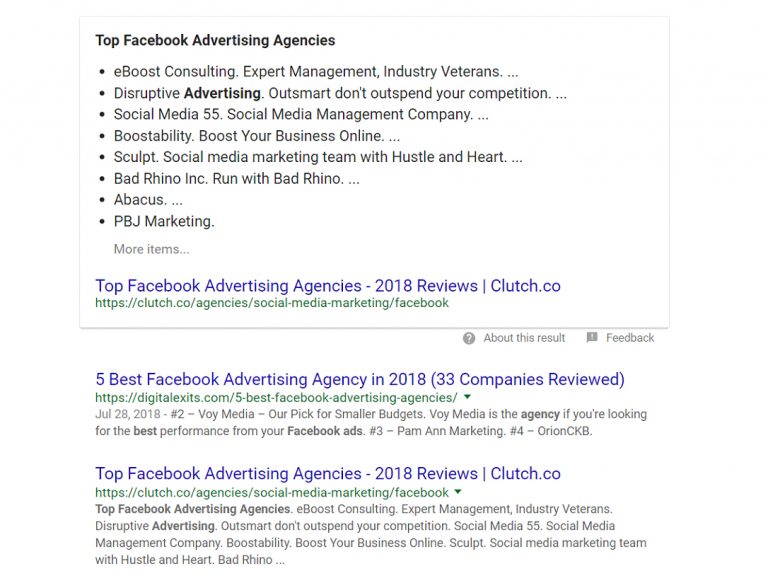 Top Facebook Advertising Agencies
eBoost Consulting. Expert Management, Industry Veterans. ...
Disruptive Advertising. Outsmart don't outspend your competition. ...
Social Media 55. Social Media Management Company. ...
Boostability. Boost Your Business Online. ...
Sculpt. Social media marketing team with Hustle and Heart. ...
Bad Rhino Inc. Run with Bad Rhino. ...
Abacus. ...
PBJ Marketing.
More items...
Top Facebook Advertising Agencies - 2018 Reviews | Clutch.co
https://clutch.co/agencies/social-media-marketing/facebook
About this result Feedback
5 Best Facebook Advertising Agency in 2018 (33 Companies Reviewed)
https://digitalexits.com/5-best-facebook-advertising-agencies/
Jul 28, 2018 - #2 – Voy Media – Our Pick for Smaller Budgets. Voy Media is the agency if you're looking
for the best performance from your Facebook ads. #3 – Pam Ann Marketing. #4 – OrionCKB.
Top Facebook Advertising Agencies - 2018 Reviews | Clutch.co
https://clutch.co/agencies/social-media-marketing/facebook
Top Facebook Advertising Agencies. eBoost Consulting. Expert Management, Industry Veterans.
Disruptive Advertising. Outsmart don't outspend your competition. Social Media 55. Social Media
Management Company. Boostability. Boost Your Business Online. Sculpt. Social media marketing team
with Hustle and Heart. Bad Rhino ...